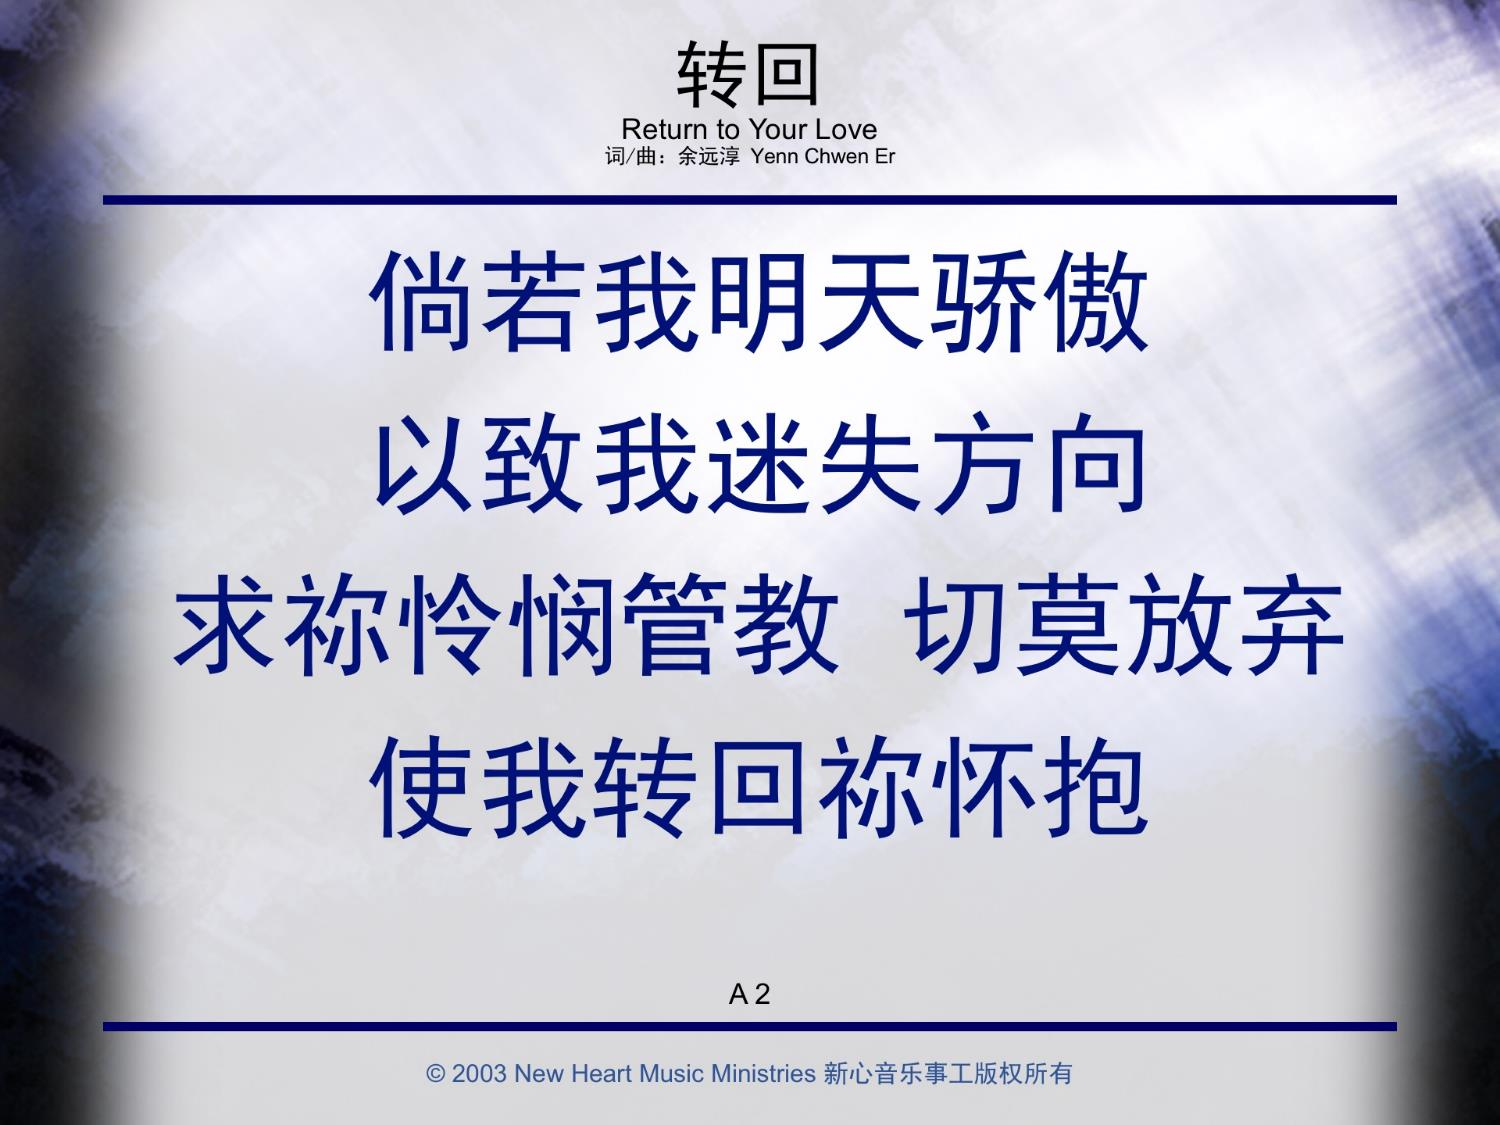 转回
Return to Your Love
词/曲：余远淳 Yenn Chwen Er
倘若我明天骄傲
以致我迷失方向
求祢怜悯管教 切莫放弃
使我转回祢怀抱
A 2
© 2003 New Heart Music Ministries 新心音乐事工版权所有